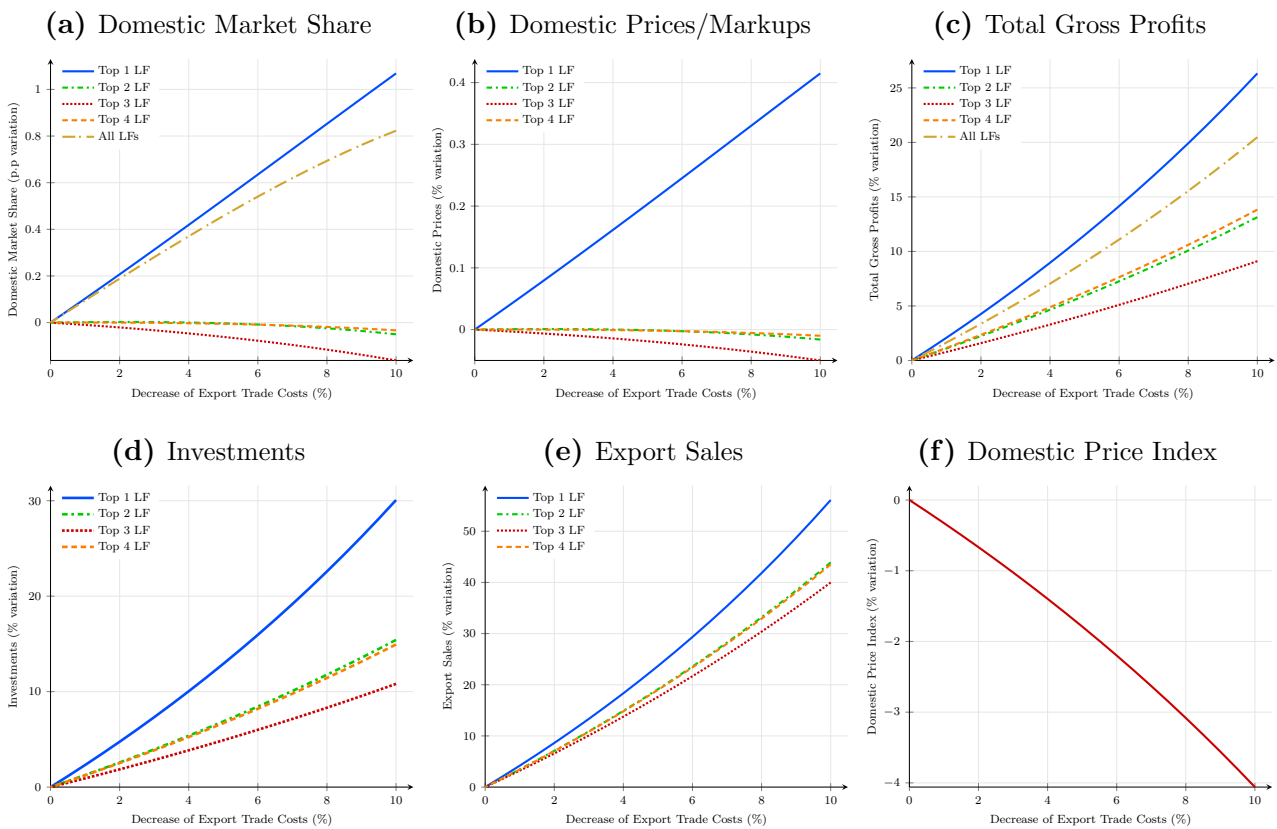 (a) Domestic Market Share
Domestic Market Share (p.p variation)
Top 1 LF
Top 2 LF
Top 3 LF
Top 4 LF
All LFs
1
0.8
0.6
0.4
0.2
0
0 2 4 6 8 10
Decrease of Export Trade Costs (%)
(b) Domestic Prices/Markups
Domestic Prices (% variation)
Top 1 LF
Top 2 LF
Top 3 LF
Top 4 LF
0.4
0.3
0.2
0.1
0
0 2 4 6 8 10
Decrease of Export Trade Costs (%)
(c) Total Gross Profits
Total Gross Profits (% variation)
Top 1 LF
Top 2 LF
Top 3 LF
Top 4 LF
All LFs
25
20
15
10
5
0
0 2 4 6 8 10
Decrease of Export Trade Costs (%)
(d) Investments
Investments (% variation)
Top 1 LF
Top 2 LF
Top 3 LF
Top 4 LF
30
20
10
0
0 2 4 6 8 10
Decrease of Export Trade Costs (%)
(e) Export Sales
Export Sales (% variation)
Top 1 LF
Top 2 LF
Top 3 LF
Top 4 LF
50
40
30
20
10
0
0 2 4 6 8 10
Decrease of Export Trade Costs (%)
(f) Domestic Price Index
Domestic Price Index (% variation)
0
−1
−2
−3
−4
0 2 4 6 8 10
Decrease of Export Trade Costs (%)